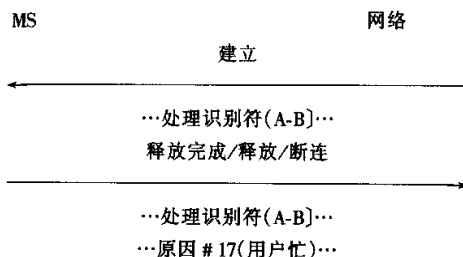 MS 网络
建立
…处理识别符(A-B]…
释放完成/释放/断连
…处理识别符(A-B]…
…原因 # 17(用户忙)…